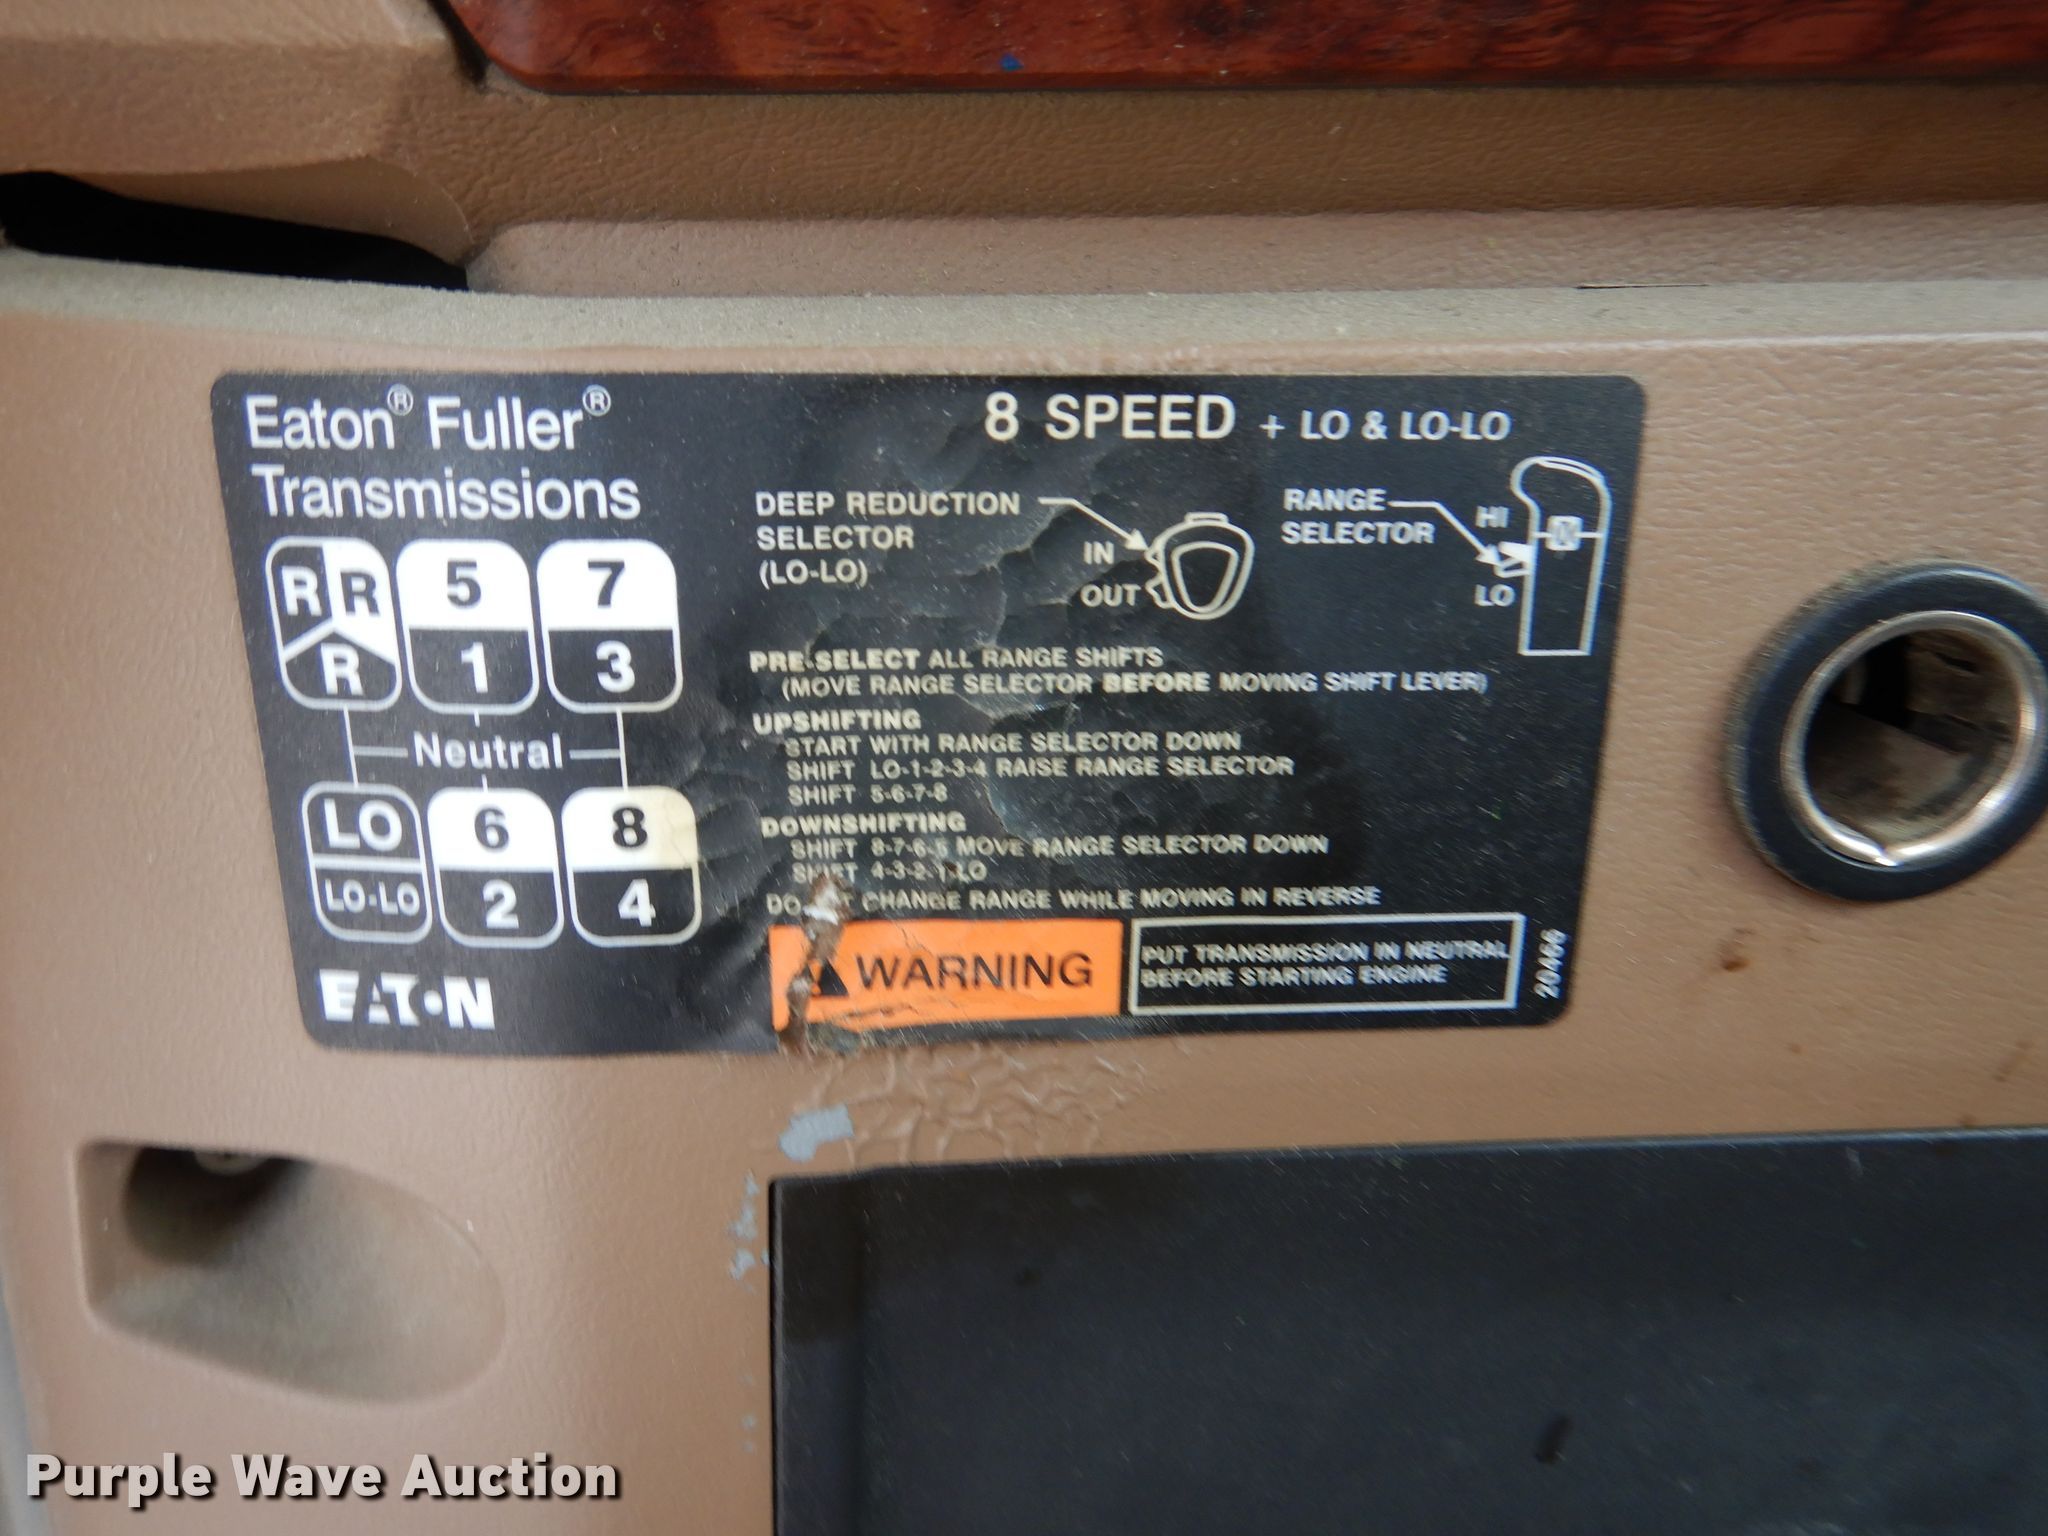 Eaton® Fuller®
Transmissions
8 SPEED + LO & LO-LO
R R 5 7
R 1 3
Neutral
LO 6 8
LO-LO 2 4
EATON
DEEP REDUCTION
SELECTOR
(LO-LO)
IN
OUT
RANGE
SELECTOR
HI
LO
PRE-SELECT ALL RANGE SHIFTS
(MOVE RANGE SELECTOR BEFORE MOVING SHIFT LEVER)
UPSHIFTING
START WITH RANGE SELECTOR DOWN
SHIFT LO-1-2-3-4 RAISE RANGE SELECTOR
SHIFT 5-6-7-8
DOWNSHIFTING
SHIFT 8-7-6-5 MOVE RANGE SELECTOR DOWN
SHIFT 4-3-2-1-LO
DO NOT CHANGE RANGE WHILE MOVING IN REVERSE
WARNING
PUT TRANSMISSION IN NEUTRAL
BEFORE STARTING ENGINE
20466
Purple Wave Auction